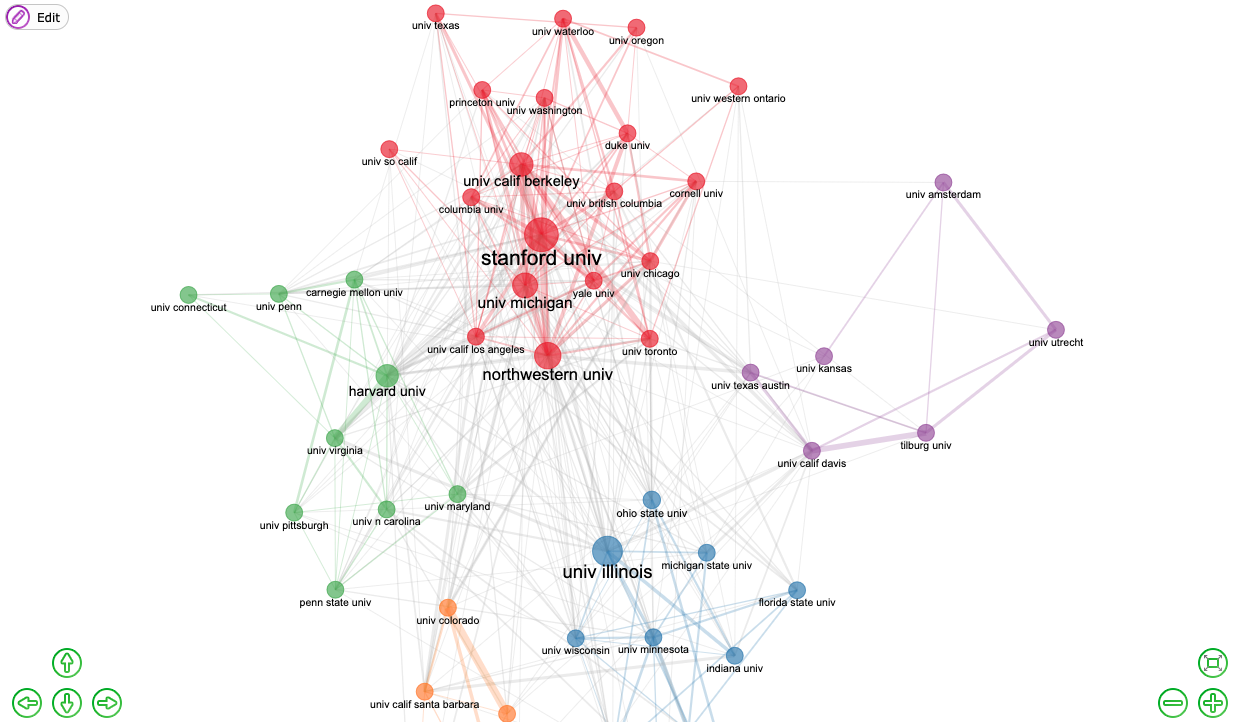 Edit
univ texas
univ waterloo
univ oregon
princeton univ
univ western ontario
univ washington
duke univ
univ so calif
univ calif berkeley
cornell univ
univ amsterdam
univ british columbia
columbia univ
stanford univ
univ chicago
carnegie mellon univ
yale univ
univ michigan
univ penn
univ connecticut
univ utrecht
univ calif los angeles
univ toronto
univ kansas
northwestern univ
univ texas austin
harvard univ
tilburg univ
univ virginia
univ calif davis
univ maryland
ohio state univ
univ n carolina
univ pittsburgh
michigan state univ
univ illinois
penn state univ
florida state univ
univ colorado
univ wisconsin
univ minnesota
indiana univ
univ calif santa barbara